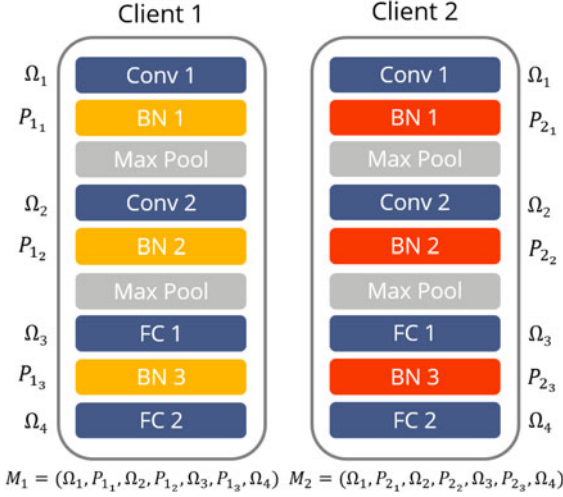 Client 1 Client 2
Ω₁ Conv 1 Conv 1 Ω₁
P₁₁ BN 1 BN 1 P₂₁
Max Pool Max Pool
Ω₂ Conv 2 Conv 2 Ω₂
P₁₂ BN 2 BN 2 P₂₂
Max Pool Max Pool
Ω₃ FC 1 FC 1 Ω₃
P₁₃ BN 3 BN 3 P₂₃
Ω₄ FC 2 FC 2 Ω₄
M₁ = (Ω₁, P₁₁, Ω₂, P₁₂, Ω₃, P₁₃, Ω₄) M₂ = (Ω₁, P₂₁, Ω₂, P₂₂, Ω₃, P₂₃, Ω₄)